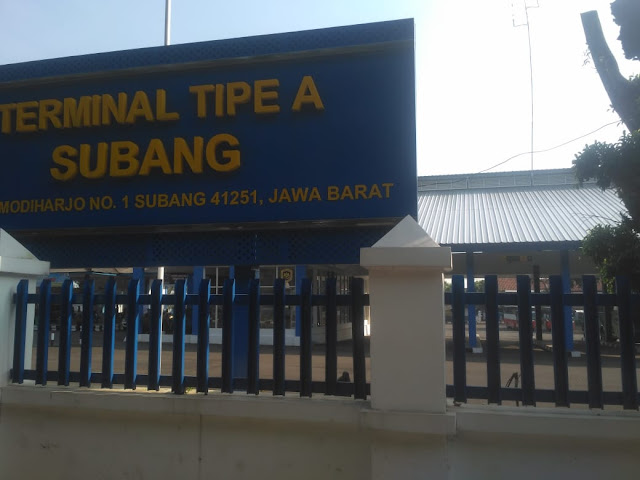 TERMINAL TIPE A
SUBANG
MODIHARJO NO. 1 SUBANG 41251, JAWA BARAT